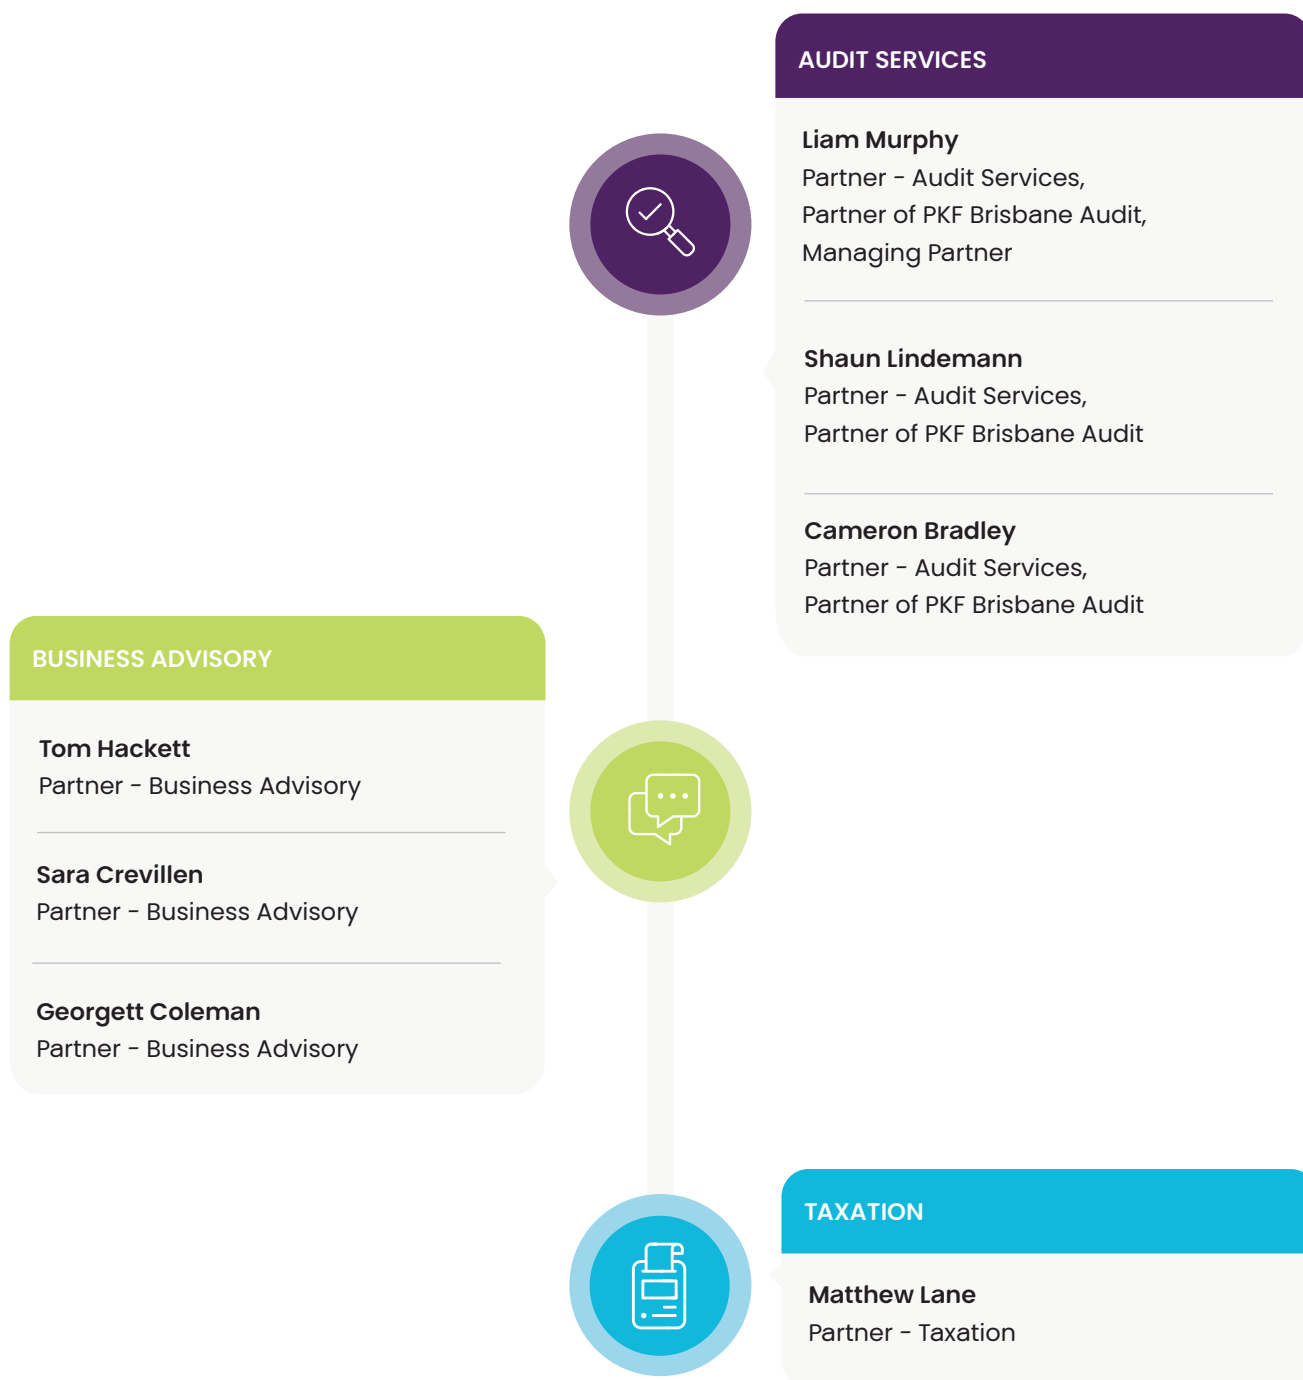 AUDIT SERVICES
Liam Murphy
Partner - Audit Services,
Partner of PKF Brisbane Audit,
Managing Partner
Shaun Lindemann
Partner - Audit Services,
Partner of PKF Brisbane Audit
Cameron Bradley
Partner - Audit Services,
Partner of PKF Brisbane Audit
BUSINESS ADVISORY
Tom Hackett
Partner - Business Advisory
Sara Crevillen
Partner - Business Advisory
Georgett Coleman
Partner - Business Advisory
TAXATION
Matthew Lane
Partner - Taxation